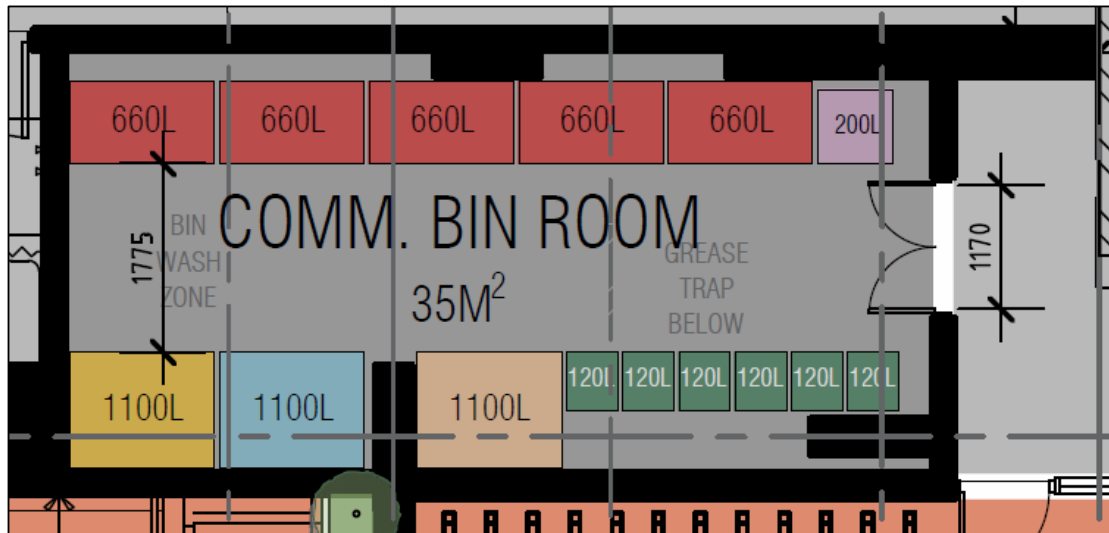 660L 660L 660L 660L 660L 200L
COMM. BIN ROOM
35M²
BIN
WASH
ZONE
1775
GREASE
TRAP
BELOW
1170
1100L 1100L 1100L 120L 120L 120L 120L 120L 120L